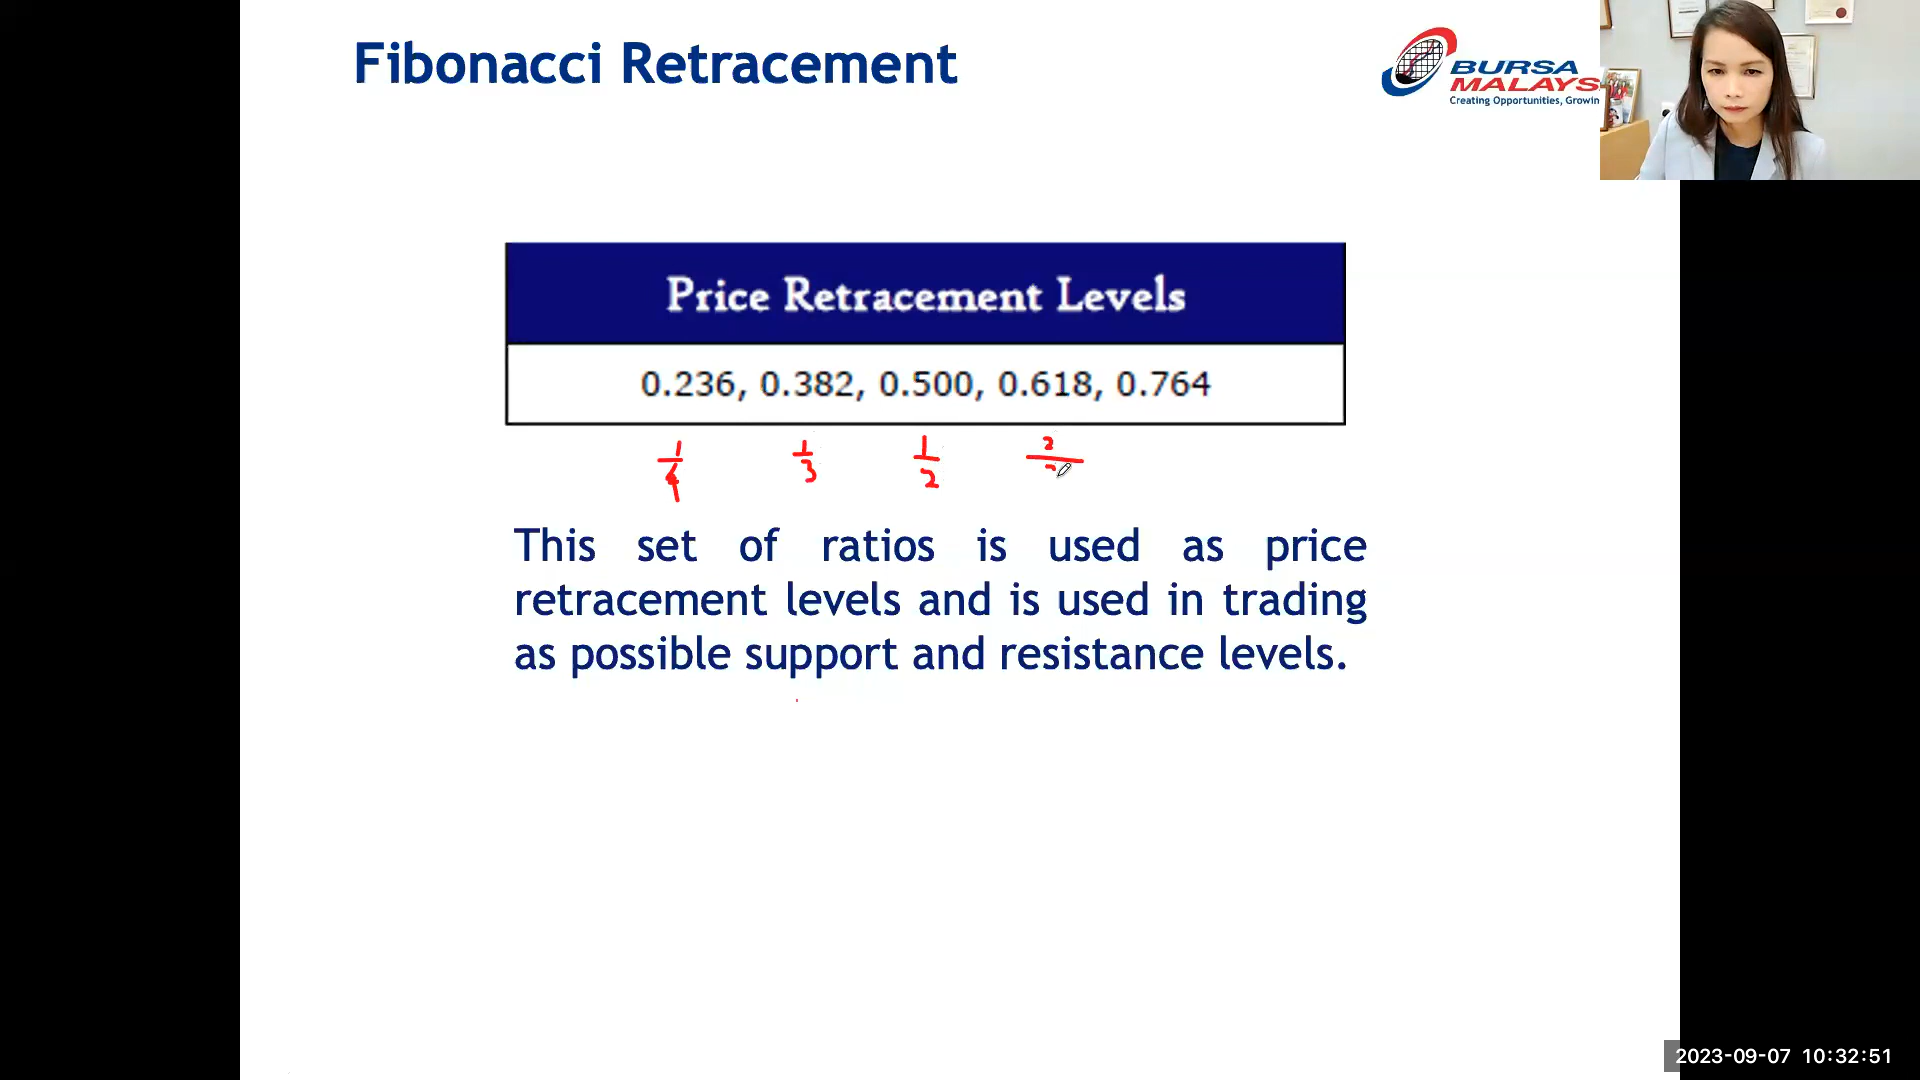 Fibonacci Retracement
BURSA
MALAYS
Creating Opportunities, Growin
Price Retracement Levels
0.236, 0.382, 0.500, 0.618, 0.764
1 1 1 2
4 3 2
This set of ratios is used as price
retracement levels and is used in trading
as possible support and resistance levels.
2023-09-07 10:32:51